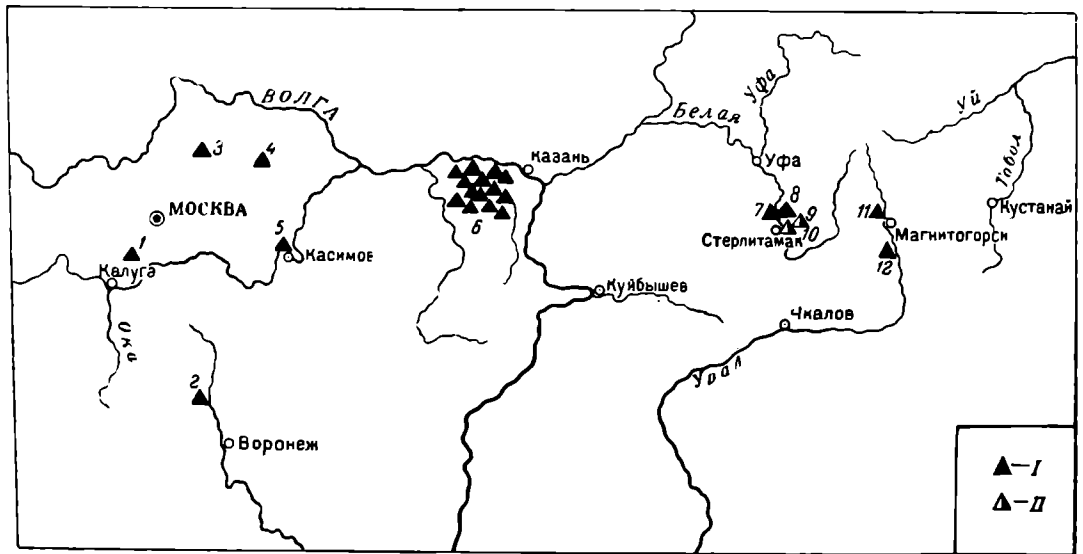 ВОЛГА
3
4
МОСКВА
1
Калуга
5
Касимов
Ока
2
Воронеж
6
Казань
Куйбышев
Белая
Уфа
Уфа
7
8
9
10
Стерлитамак
11
Магнитогорск
12
Чкалов
Урал
Уй
Тобол
Кустанай
—I
—II